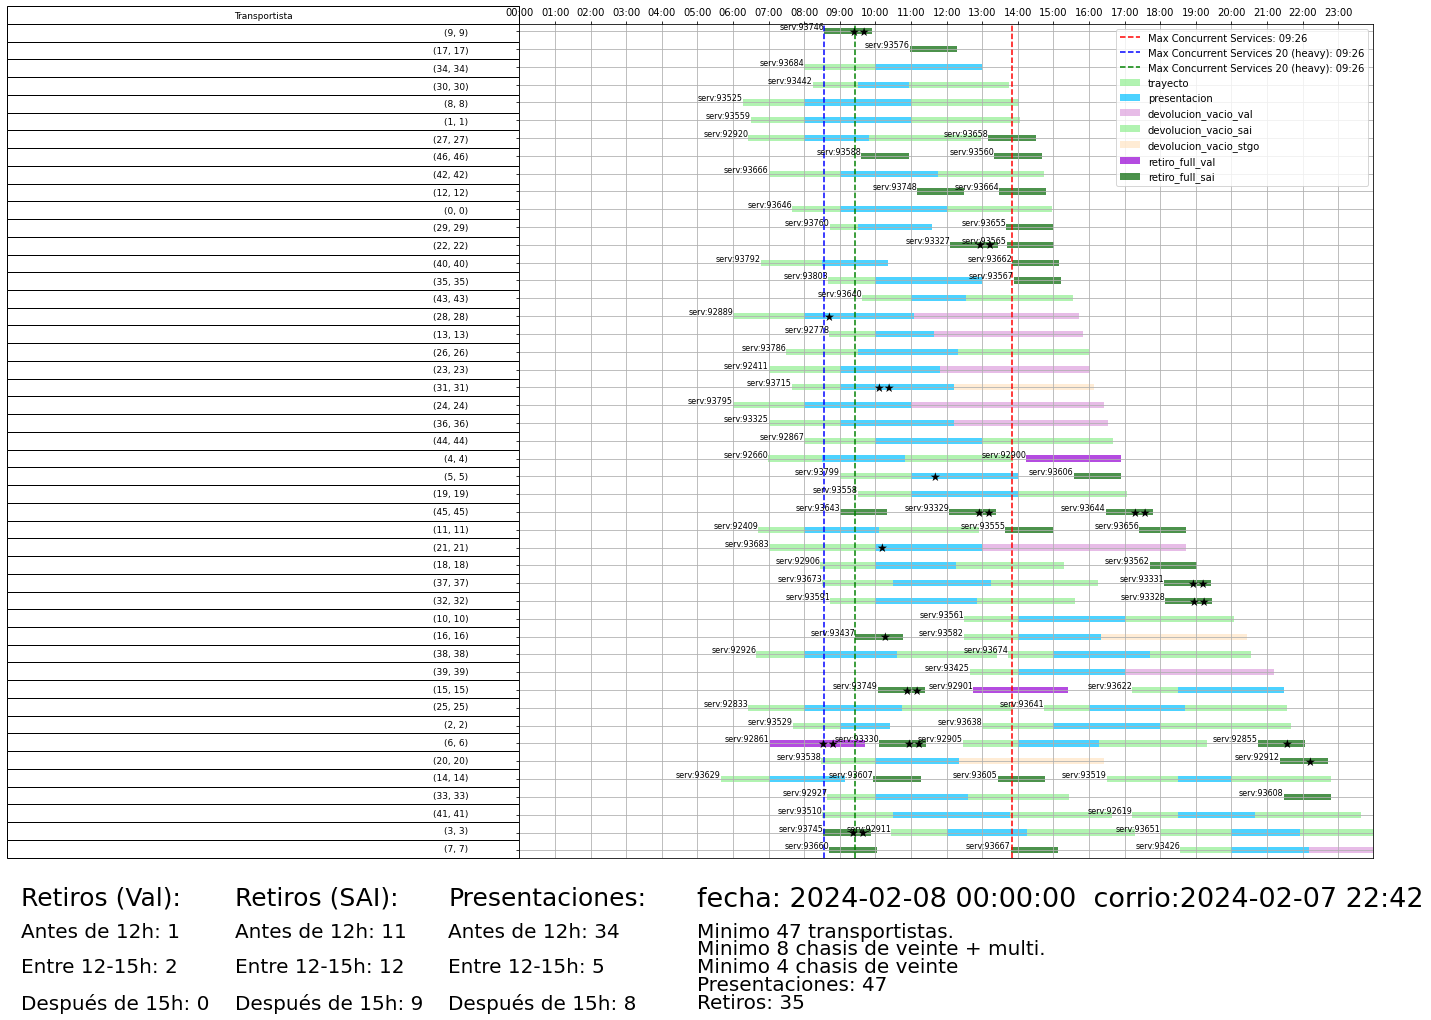 Transportista 00:00 01:00 02:00 03:00 04:00 05:00 06:00 07:00 08:00 09:00 10:00 11:00 12:00 13:00 14:00 15:00 16:00 17:00 18:00 19:00 20:00 21:00 22:00 23:00
(9, 9) serv:93746
(17, 17) serv:93576
(34, 34) serv:93684
(30, 30) serv:93442
(8, 8) serv:93525
(1, 1) serv:93559
(27, 27) serv:92920 serv:93658
(46, 46) serv:93588 serv:93560
(42, 42) serv:93666
(12, 12) serv:93748 serv:93664
(0, 0) serv:93646
(29, 29) serv:93760 serv:93655
(22, 22) serv:93327 serv:93565
(40, 40) serv:93792 serv:93662
(35, 35) serv:93803 serv:93567
(43, 43) serv:93640
(28, 28) serv:92889
(13, 13) serv:92778
(26, 26) serv:93786
(23, 23) serv:92411
(31, 31) serv:93715
(24, 24) serv:93795
(36, 36) serv:93325
(44, 44) serv:92867
(4, 4) serv:92660 serv:92900
(5, 5) serv:93799 serv:93606
(19, 19) serv:93558
(45, 45) serv:93643 serv:93329 serv:93644
(11, 11) serv:92409 serv:93555 serv:93656
(21, 21) serv:93683
(18, 18) serv:92906 serv:93562
(37, 37) serv:93673 serv:93331
(32, 32) serv:93591 serv:93328
(10, 10) serv:93561
(16, 16) serv:93437 serv:93582
(38, 38) serv:92926 serv:93674
(39, 39) serv:93425
(15, 15) serv:93749 serv:92901 serv:93622
(25, 25) serv:92833 serv:93641
(2, 2) serv:93529 serv:93638
(6, 6) serv:92861 serv:93330 serv:92905 serv:92855
(20, 20) serv:93538 serv:92912
(14, 14) serv:93629 serv:93607 serv:93605 serv:93519
(33, 33) serv:92927 serv:93608
(41, 41) serv:93510 serv:92619
(3, 3) serv:93745 serv:92911 serv:93651
(7, 7) serv:93660 serv:93667 serv:93426
Max Concurrent Services: 09:26
Max Concurrent Services 20 (heavy): 09:26
Max Concurrent Services 20 (heavy): 09:26
trayecto
presentacion
devolucion_vacio_val
devolucion_vacio_sai
devolucion_vacio_stgo
retiro_full_val
retiro_full_sai
Retiros (Val):
Antes de 12h: 1
Entre 12-15h: 2
Después de 15h: 0
Retiros (SAI):
Antes de 12h: 11
Entre 12-15h: 12
Después de 15h: 9
Presentaciones:
Antes de 12h: 34
Entre 12-15h: 5
Después de 15h: 8
fecha: 2024-02-08 00:00:00 corrio:2024-02-07 22:42
Minimo 47 transportistas.
Minimo 8 chasis de veinte + multi.
Minimo 4 chasis de veinte
Presentaciones: 47
Retiros: 35